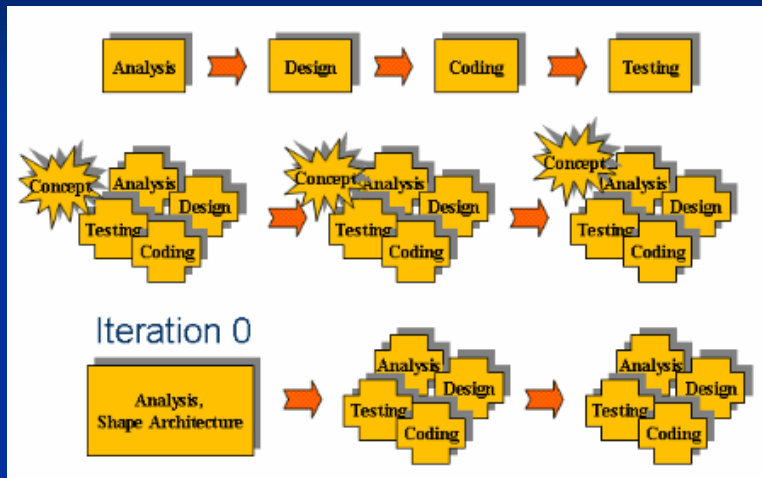 Analysis
Design
Coding
Testing
Concept
Analysis
Design
Testing
Coding
Concept
Analysis
Design
Testing
Coding
Concept
Analysis
Design
Testing
Coding
Iteration 0
Analysis,
Shape Architecture
Analysis
Design
Testing
Coding
Analysis
Design
Testing
Coding